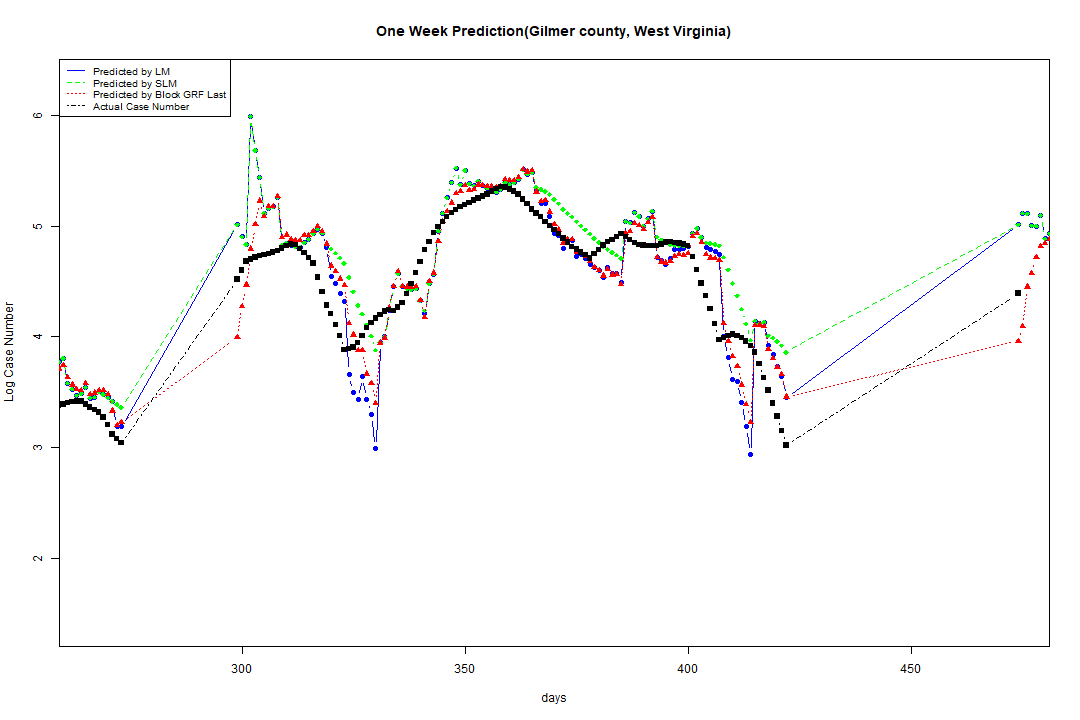 One Week Prediction(Gilmer county, West Virginia)
Predicted by LM
Predicted by SLM
Predicted by Block GRF Last
Actual Case Number
6
5
4
3
2
Log Case Number
300
350
400
450
days